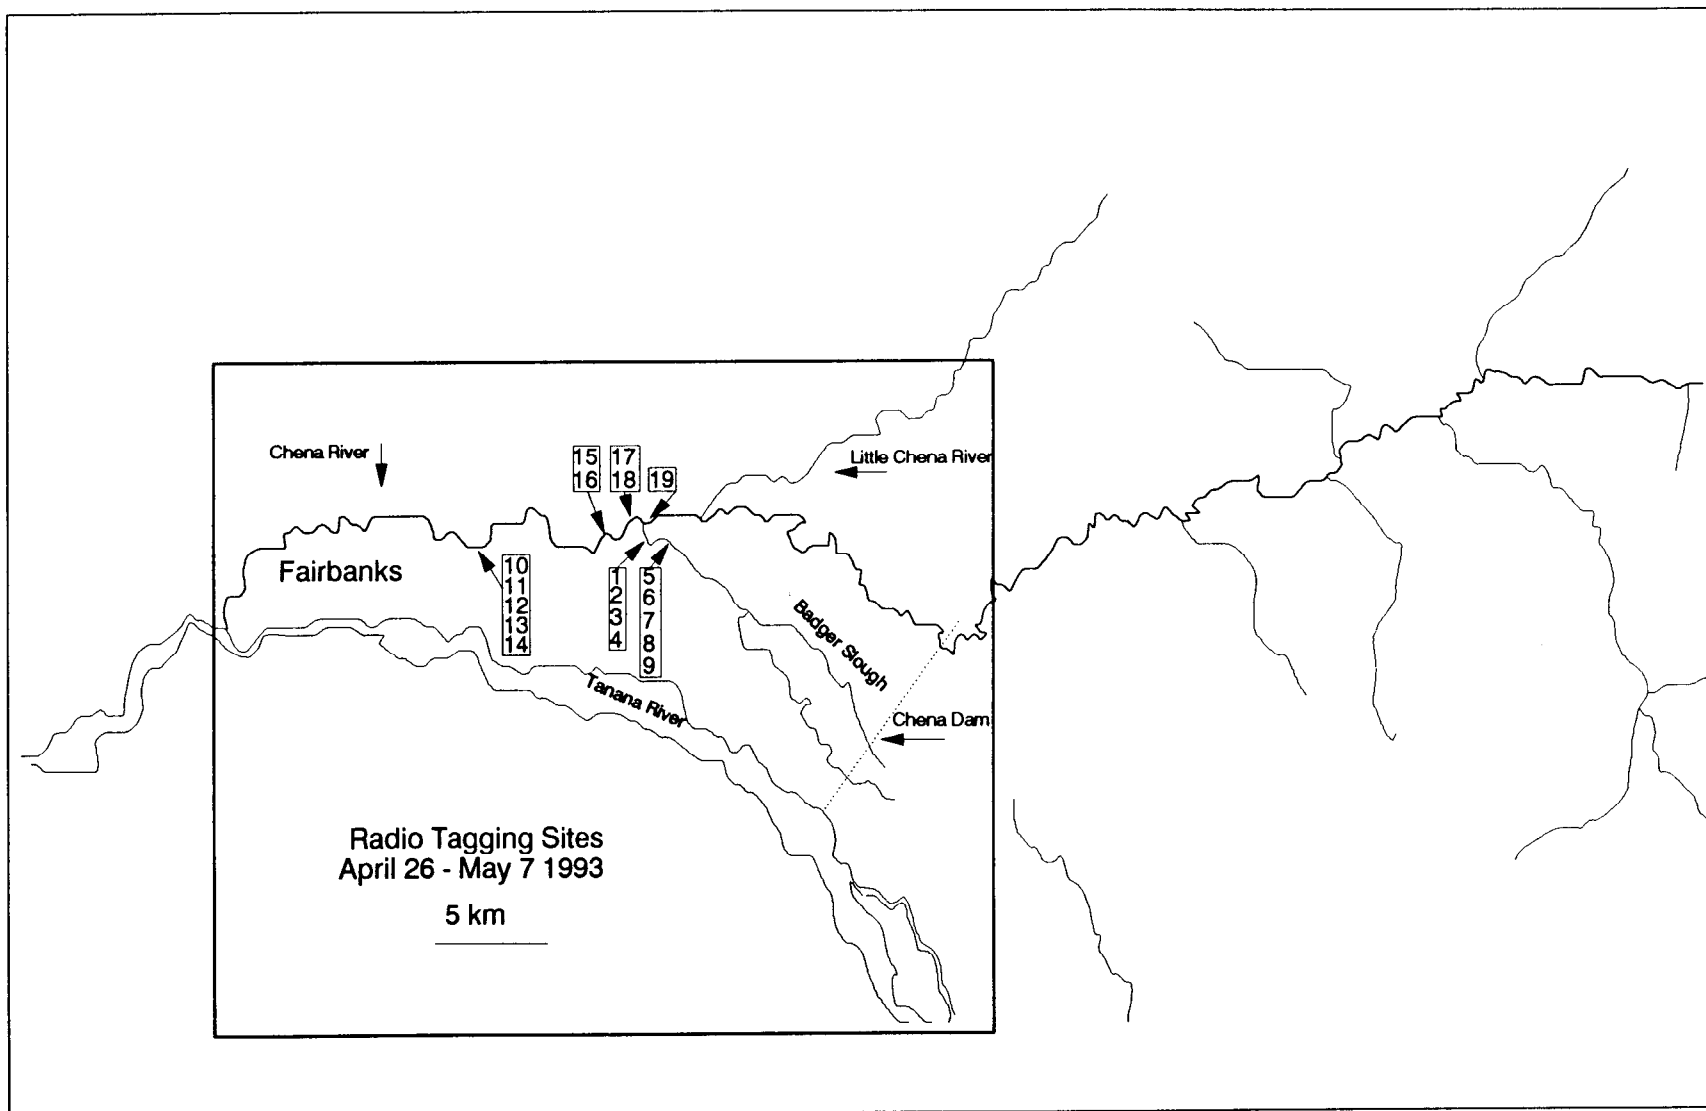 Chena River
15
16
17
18
19
Little Chena River
Fairbanks
10
11
12
13
14
1
2
3
4
5
6
7
8
9
Badger Slough
Tanana River
Chena Dam
Radio Tagging Sites
April 26 - May 7 1993
5 km